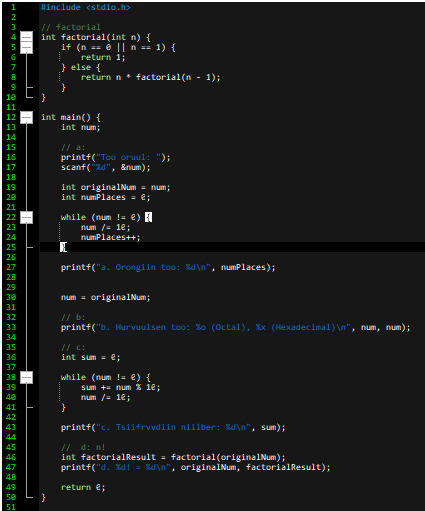 1 #include <stdio.h>
2
3 // factorial
4 int factorial(int n) {
5 if (n == 0 || n == 1) {
6 return 1;
7 } else {
8 return n * factorial(n - 1);
9 }
10 }
11
12 int main() {
13 int num;
14
15 // a:
16 printf("Too oruul: ");
17 scanf("%d", &num);
18
19 int originalNum = num;
20 int numPlaces = 0;
21
22 while (num != 0) {
23 num /= 10;
24 numPlaces++;
25 }
26
27 printf("a. Orongiin too: %d\n", numPlaces);
28
29
30 num = originalNum;
31
32 // b:
33 printf("b. Hurvuulsen too: %o (Octal), %x (Hexadecimal)\n", num, num);
34
35 // c:
36 int sum = 0;
37
38 while (num != 0) {
39 sum += num % 10;
40 num /= 10;
41 }
42
43 printf("c. Tsiifrvvdlin niilber: %d\n", sum);
44
45 // d: n!
46 int factorialResult = factorial(originalNum);
47 printf("d. %d! = %d\n", originalNum, factorialResult);
48
49 return 0;
50 }
51